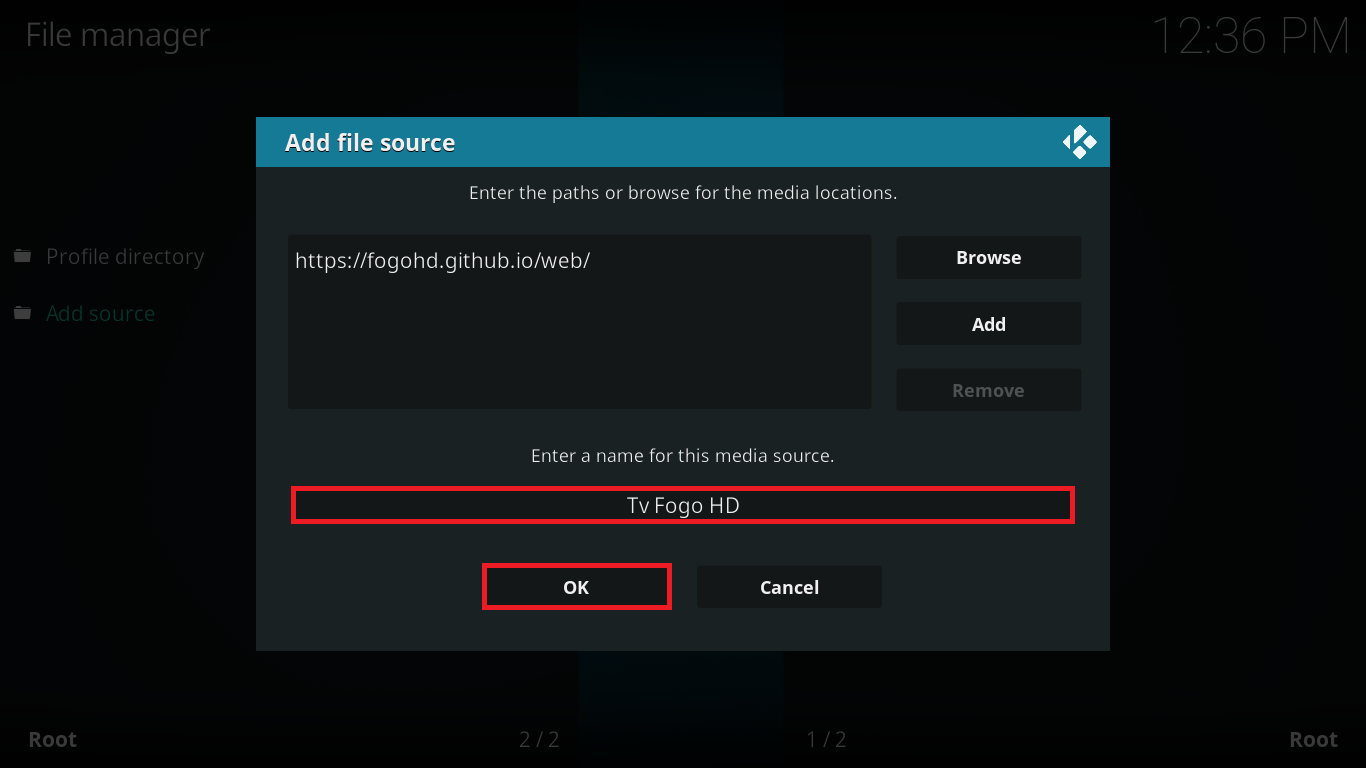 File manager
12:36 PM
Add file source
Enter the paths or browse for the media locations.
https://fogohd.github.io/web/
Browse
Profile directory
Add source
Add
Remove
Enter a name for this media source.
Tv Fogo HD
OK
Cancel
Root
2 / 2
1 / 2
Root